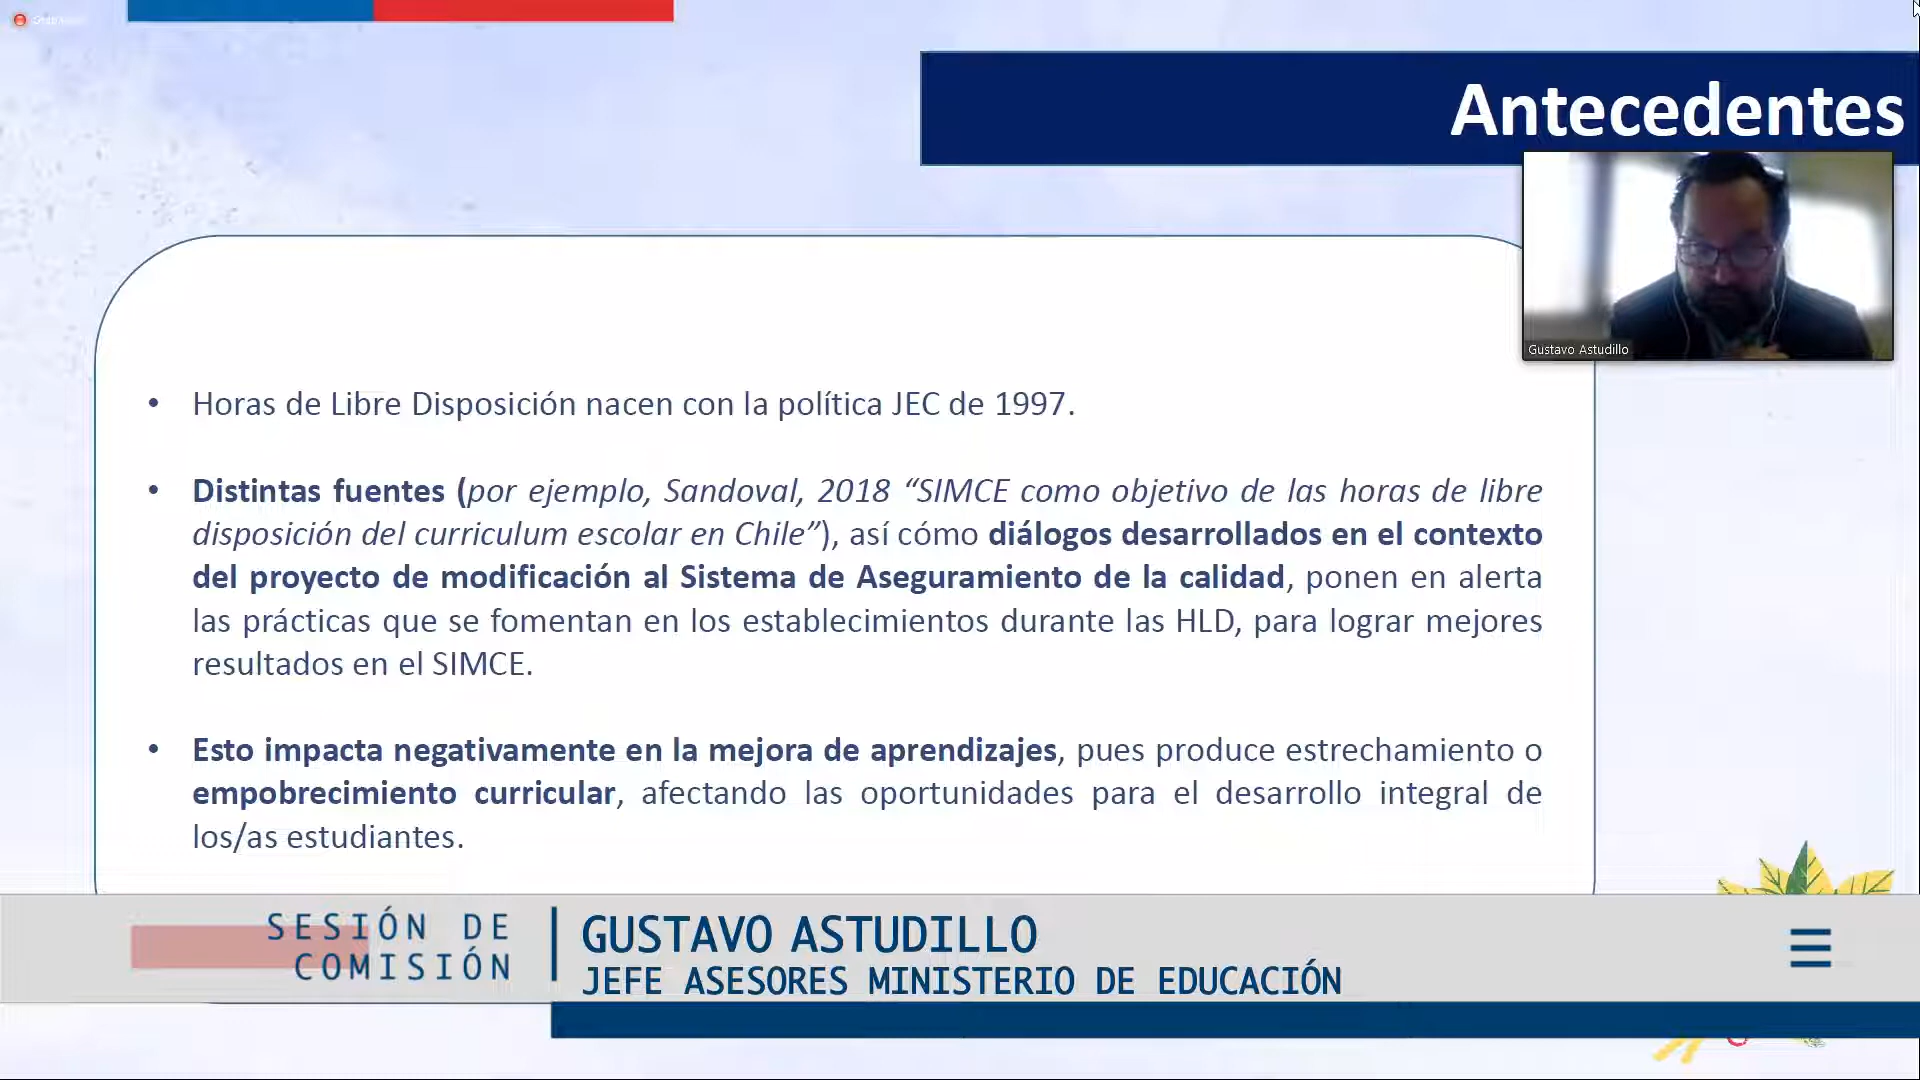 Antecedentes
Gustavo Astudillo
• Horas de Libre Disposición nacen con la política JEC de 1997.
• Distintas fuentes (por ejemplo, Sandoval, 2018 “SIMCE como objetivo de las horas de libre
disposición del curriculum escolar en Chile”), así cómo diálogos desarrollados en el contexto
del proyecto de modificación al Sistema de Aseguramiento de la calidad, ponen en alerta
las prácticas que se fomentan en los establecimientos durante las HLD, para lograr mejores
resultados en el SIMCE.
• Esto impacta negativamente en la mejora de aprendizajes, pues produce estrechamiento o
empobrecimiento curricular, afectando las oportunidades para el desarrollo integral de
los/as estudiantes.
SESIÓN DE
COMISIÓN
GUSTAVO ASTUDILLO
JEFE ASESORES MINISTERIO DE EDUCACIÓN